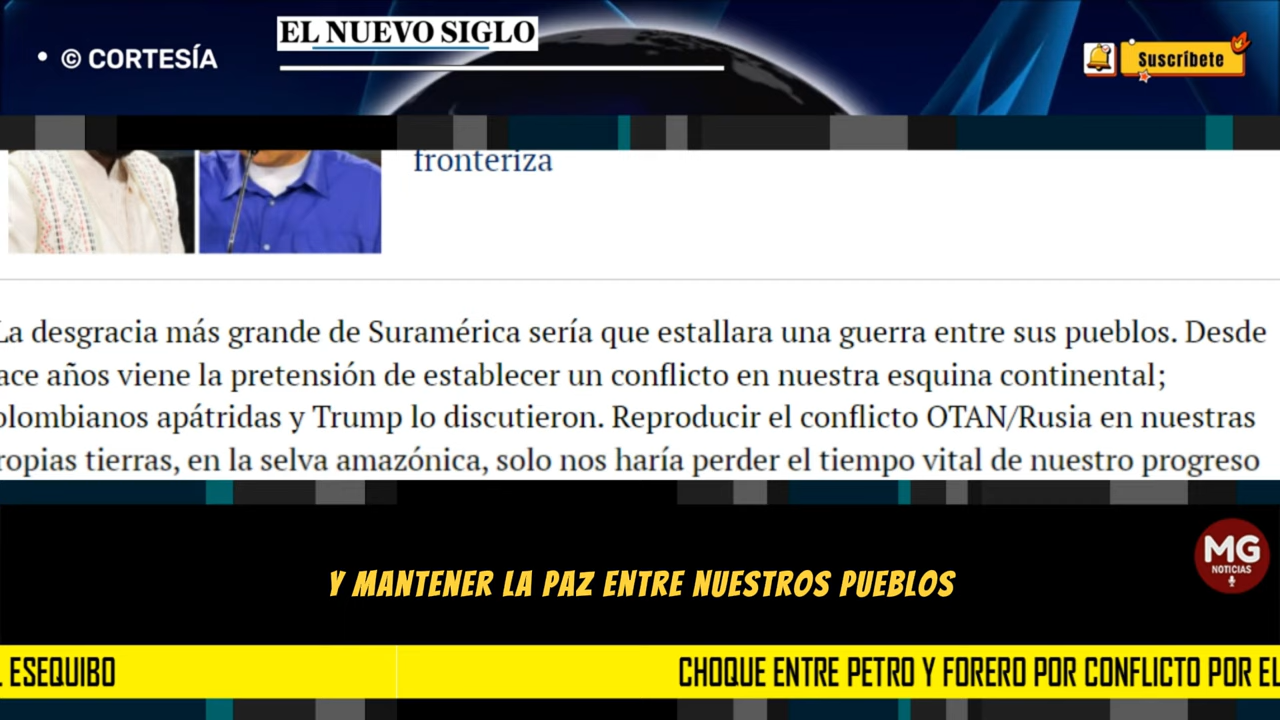 EL NUEVO SIGLO
• © CORTESÍA
Suscríbete
fronteriza
La desgracia más grande de Suramérica sería que estallara una guerra entre sus pueblos. Desde
ace años viene la pretensión de establecer un conflicto en nuestra esquina continental;
olombianos apátridas y Trump lo discutieron. Reproducir el conflicto OTAN/Rusia en nuestras
ropias tierras, en la selva amazónica, solo nos haría perder el tiempo vital de nuestro progreso
MG
NOTICIAS
Y MANTENER LA PAZ ENTRE NUESTROS PUEBLOS
L ESEQUIBO
CHOQUE ENTRE PETRO Y FORERO POR CONFLICTO POR EL